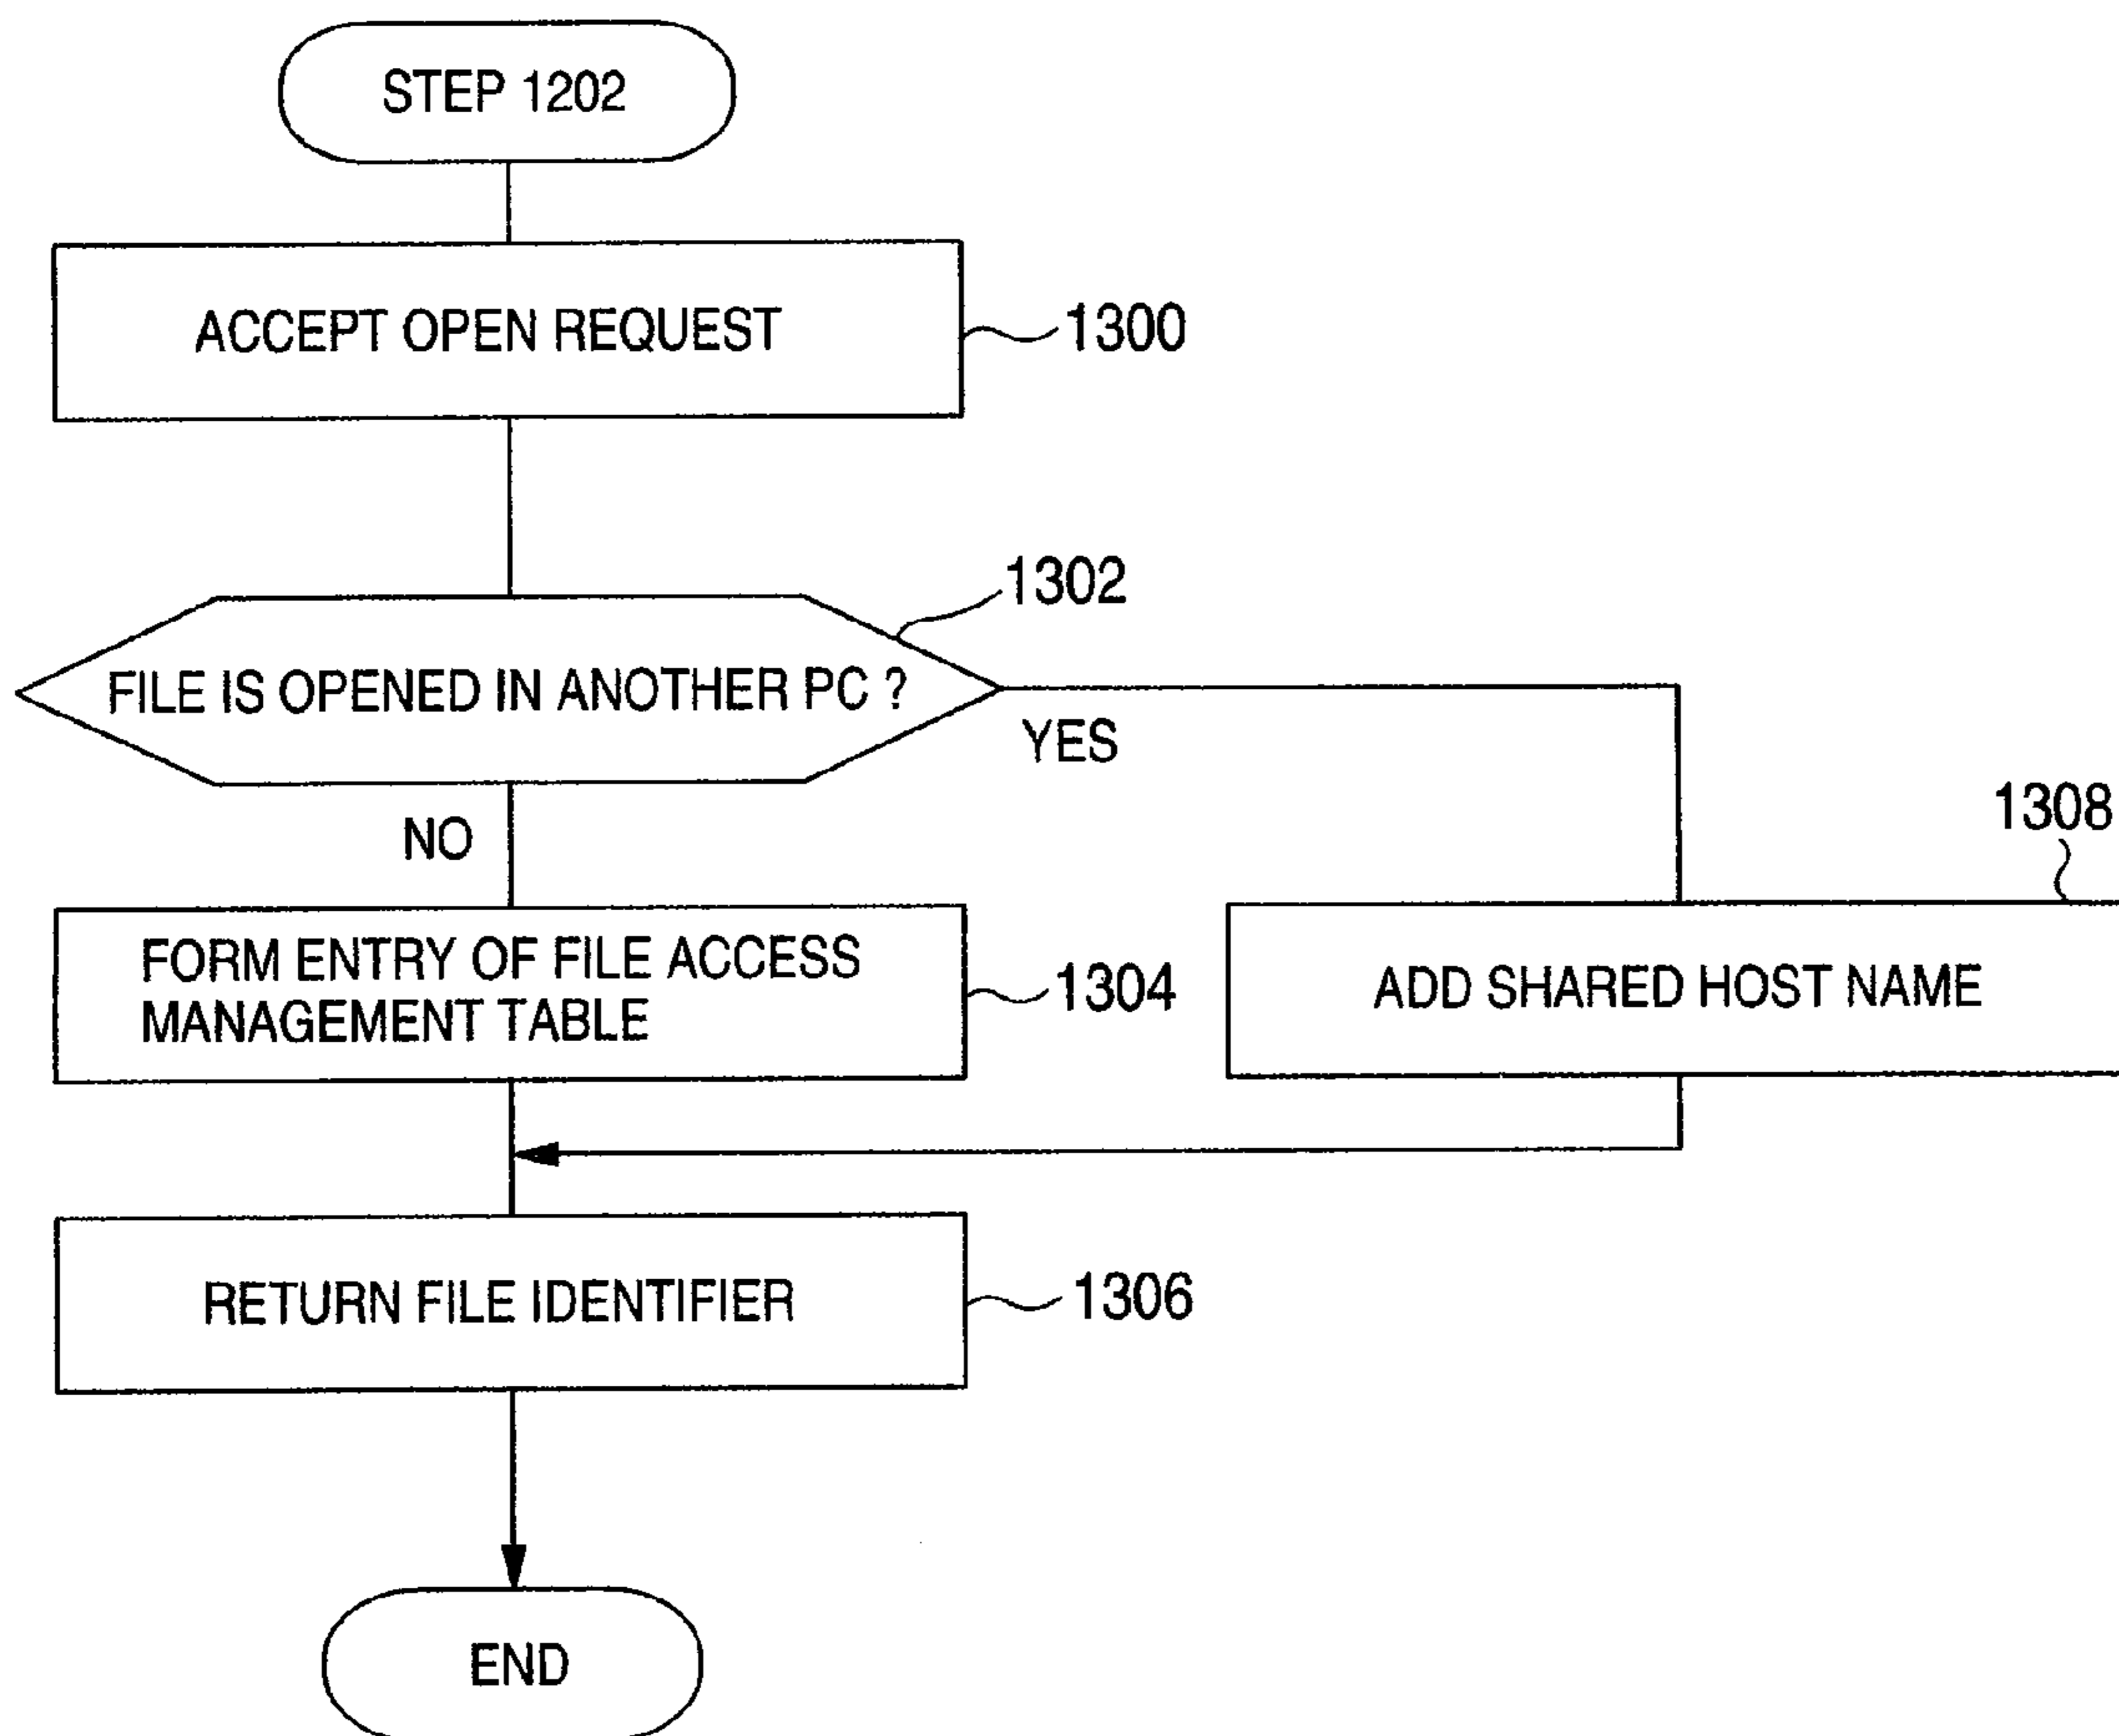 STEP 1202
ACCEPT OPEN REQUEST
1300
1302
FILE IS OPENED IN ANOTHER PC ?
YES
NO
1308
FORM ENTRY OF FILE ACCESS
MANAGEMENT TABLE
1304
ADD SHARED HOST NAME
RETURN FILE IDENTIFIER
1306
END